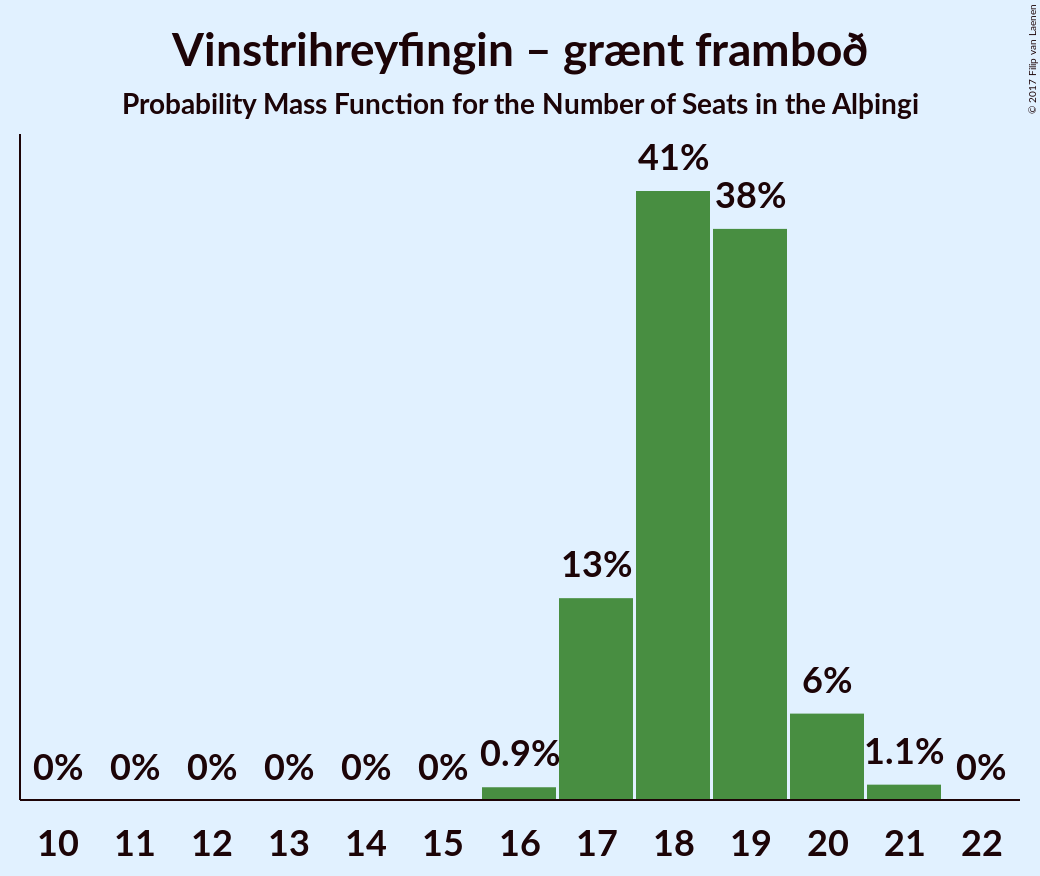 Vinstrihreyfingin – grænt framboð
Probability Mass Function for the Number of Seats in the Alþingi
© 2017 Filip van Laenen
41%
38%
13%
6%
0% 0% 0% 0% 0% 0% 0.9% 1.1% 0%
10 11 12 13 14 15 16 17 18 19 20 21 22